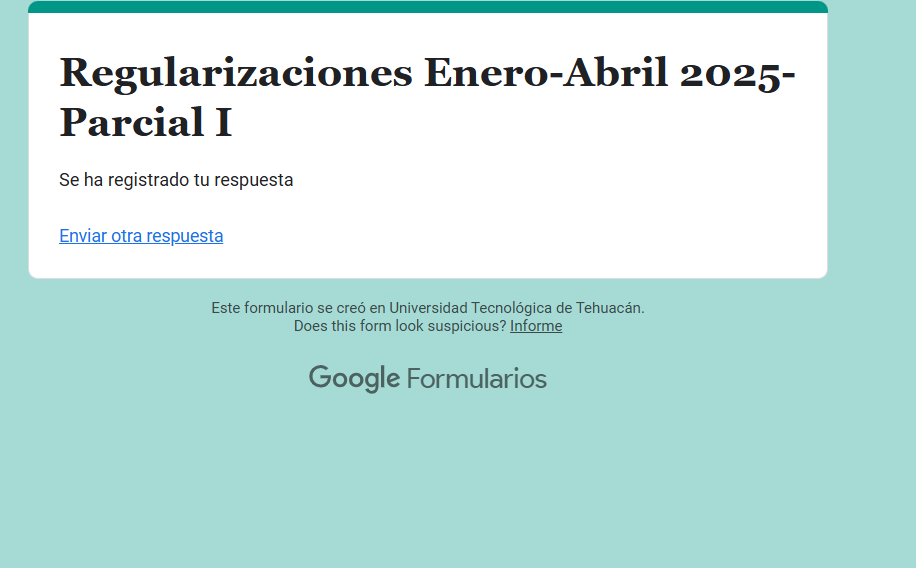 Regularizaciones Enero-Abril 2025-
Parcial I
Se ha registrado tu respuesta
Enviar otra respuesta
Este formulario se creó en Universidad Tecnológica de Tehuacán.
Does this form look suspicious? Informe
Google Formularios